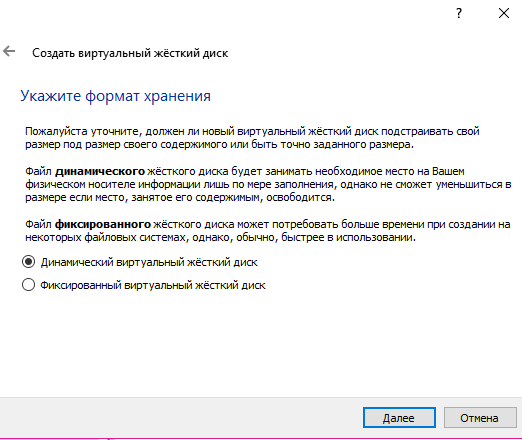 ?
Создать виртуальный жёсткий диск
Укажите формат хранения
Пожалуйста уточните, должен ли новый виртуальный жёсткий диск подстраивать свой
размер под размер своего содержимого или быть точно заданного размера.
Файл динамического жёсткого диска будет занимать необходимое место на Вашем
физическом носителе информации лишь по мере заполнения, однако не сможет уменьшиться в
размере если место, занятое его содержимым, освободится.
Файл фиксированного жёсткого диска может потребовать больше времени при создании на
некоторых файловых системах, однако, обычно, быстрее в использовании.
Динамический виртуальный жёсткий диск
Фиксированный виртуальный жёсткий диск
Далее Отмена